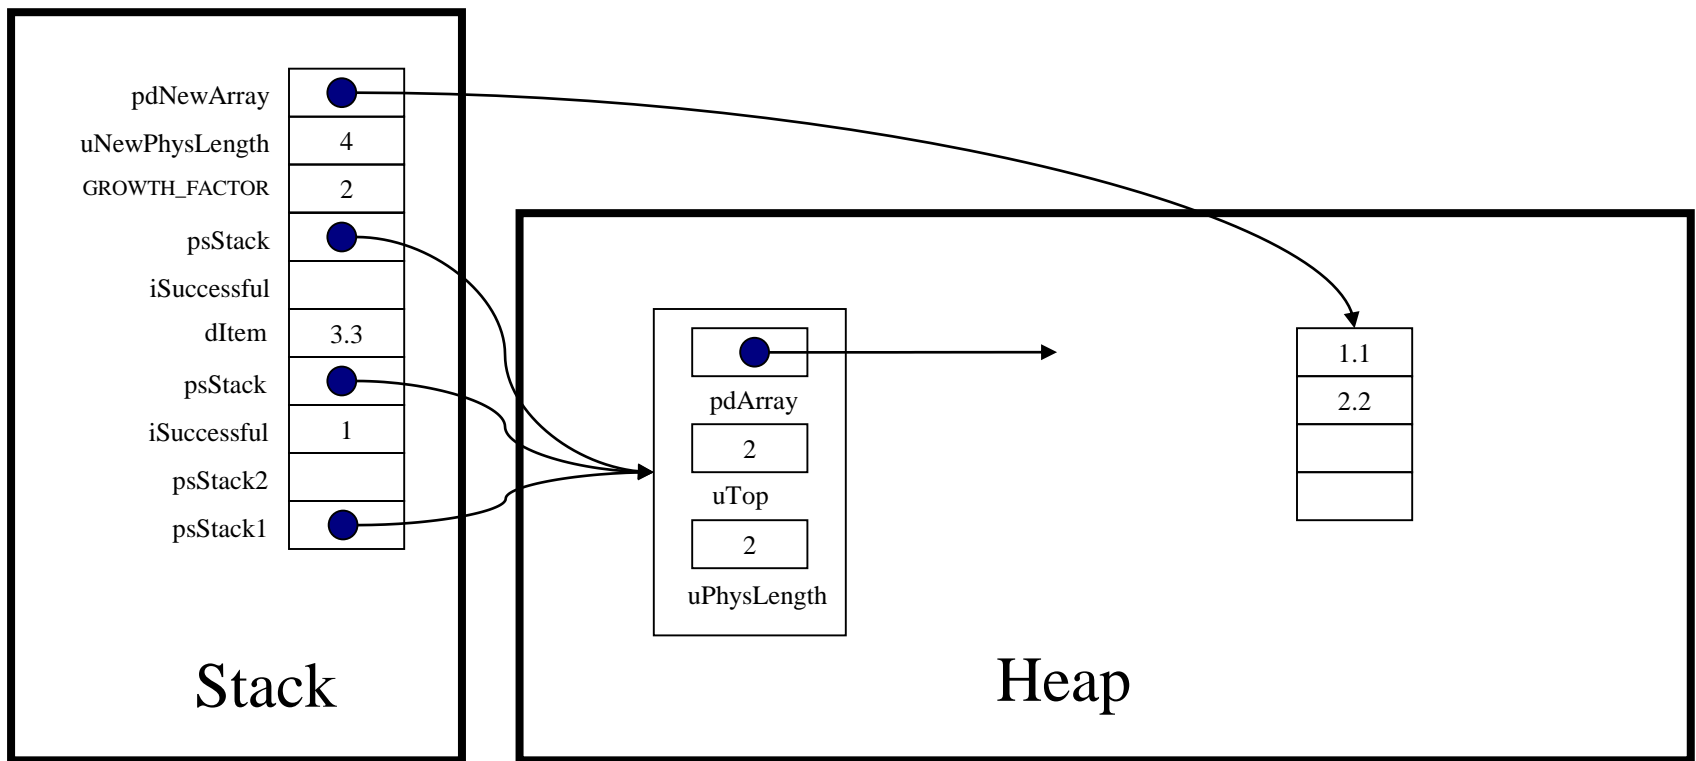 pdNewArray
uNewPhysLength 4
GROWTH_FACTOR 2
psStack
iSuccessful
dItem 3.3
psStack
iSuccessful 1
psStack2
psStack1
Stack
pdArray
2
uTop
2
uPhysLength
1.1
2.2
Heap